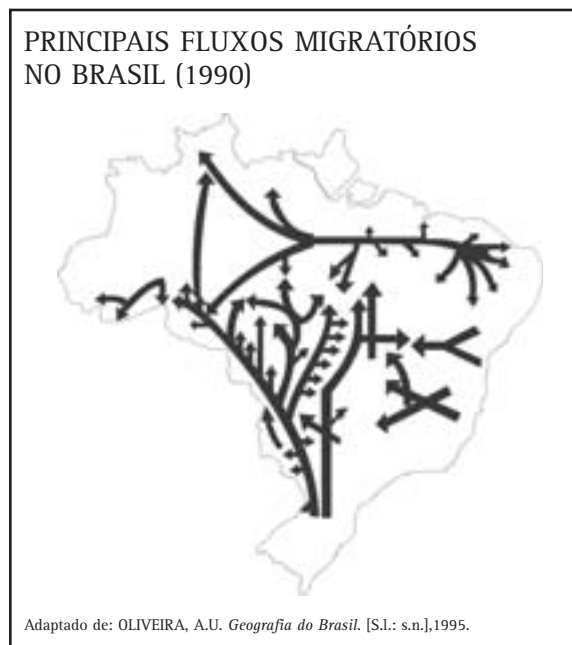 PRINCIPAIS FLUXOS MIGRATÓRIOS
NO BRASIL (1990)
Adaptado de: OLIVEIRA, A.U. Geografia do Brasil. [S.l.: s.n.],1995.